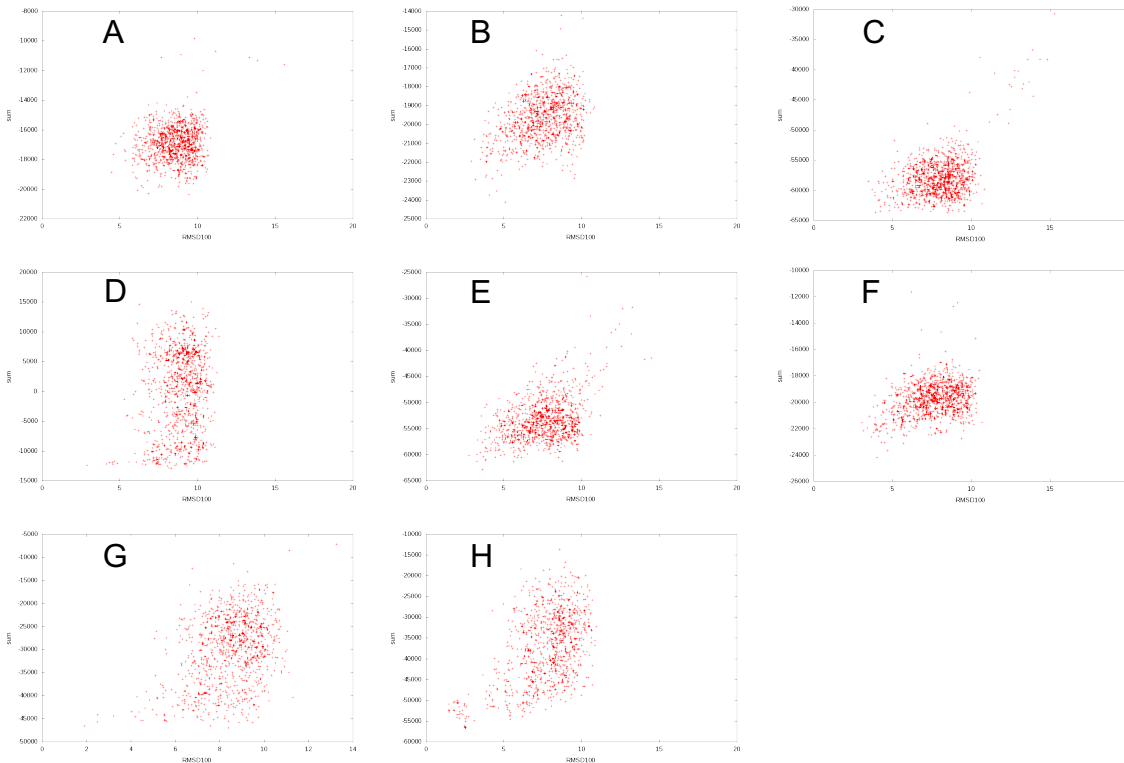 A
-8000
-10000
-12000
-14000
-16000
-18000
-20000
-22000
sum
0 5 10 15 20
RMSD100
B
-14000
-15000
-16000
-17000
-18000
-19000
-20000
-21000
-22000
-23000
-24000
-25000
sum
0 5 10 15 20
RMSD100
C
-30000
-35000
-40000
-45000
-50000
-55000
-60000
-65000
sum
0 5 10 15
RMSD100
D
20000
15000
10000
5000
0
-5000
-10000
-15000
sum
0 5 10 15 20
RMSD100
E
-25000
-30000
-35000
-40000
-45000
-50000
-55000
-60000
-65000
sum
0 5 10 15 20
RMSD100
F
-10000
-12000
-14000
-16000
-18000
-20000
-22000
-24000
-26000
sum
0 5 10 15
RMSD100
G
-5000
-10000
-15000
-20000
-25000
-30000
-35000
-40000
-45000
-50000
sum
0 2 4 6 8 10 12 14
RMSD100
H
-10000
-15000
-20000
-25000
-30000
-35000
-40000
-45000
-50000
-55000
-60000
sum
0 5 10 15 20
RMSD100